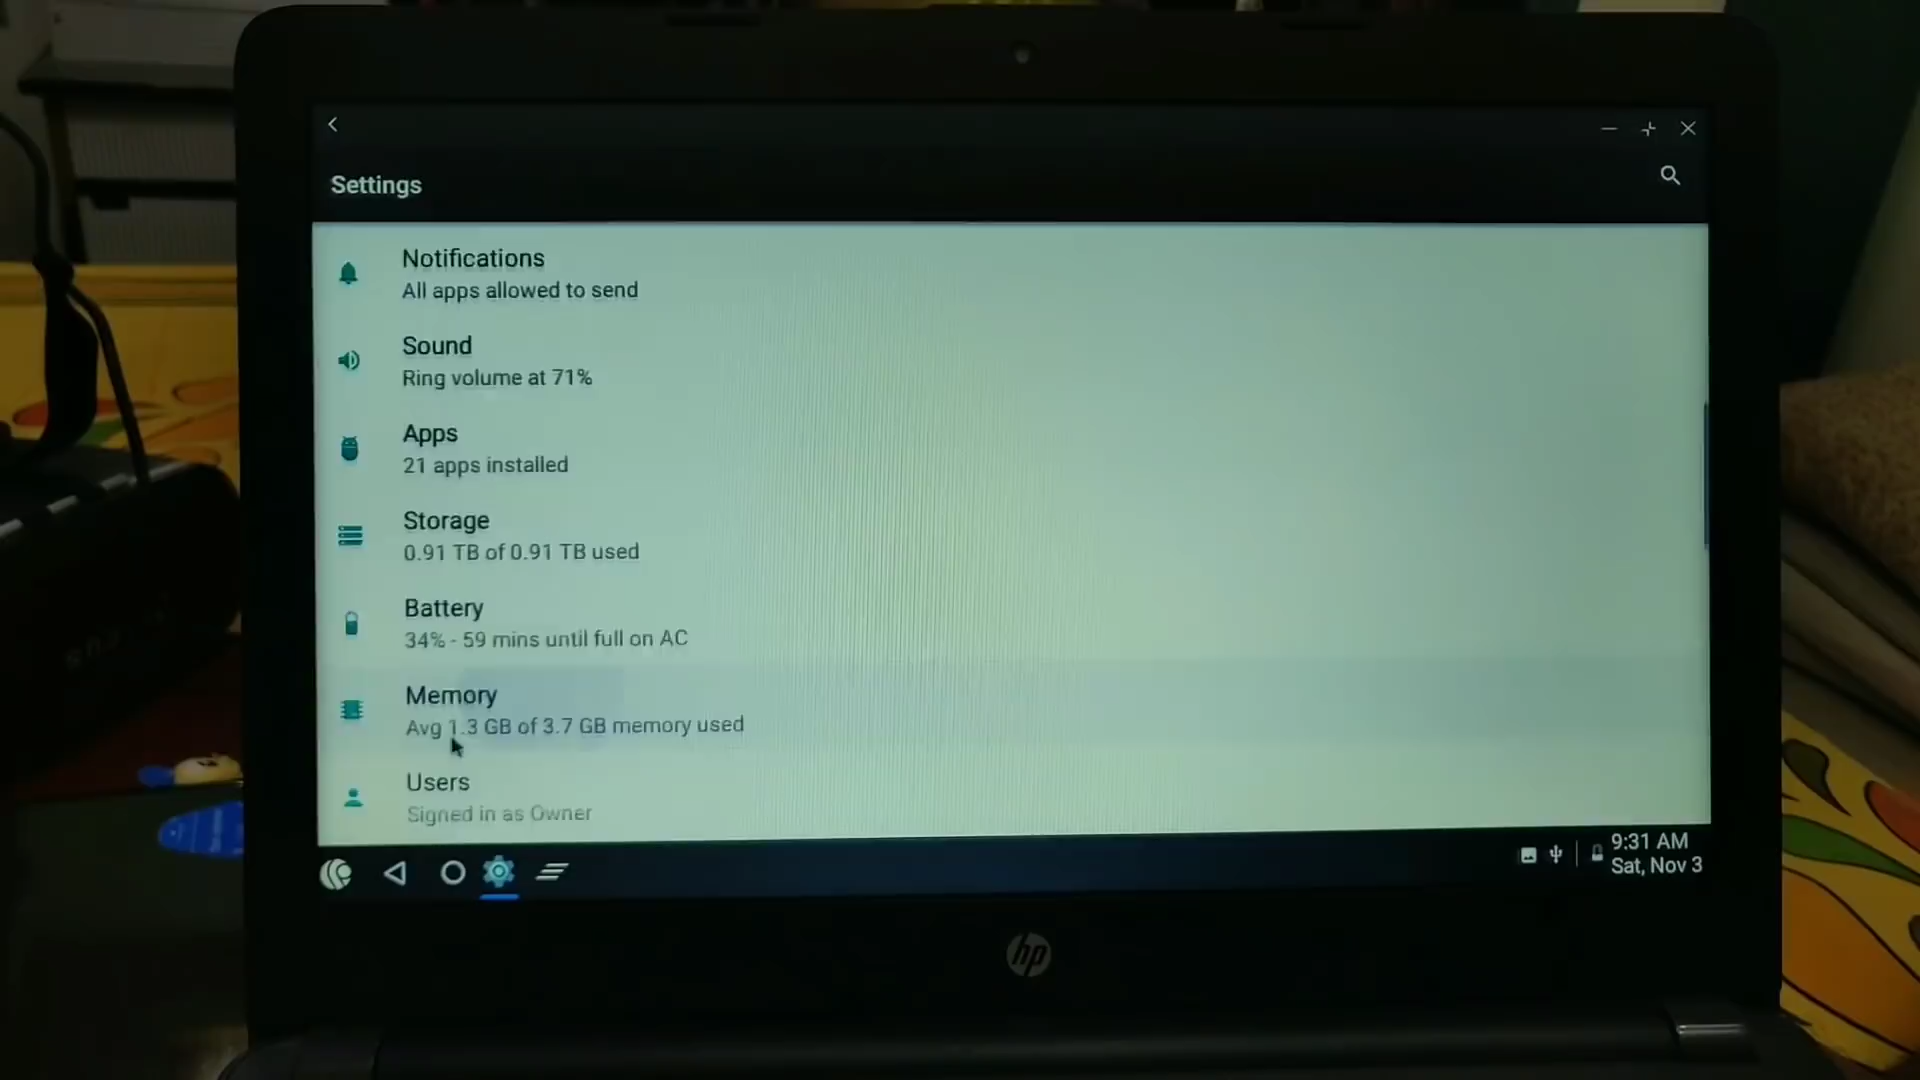 Settings
Notifications
All apps allowed to send
Sound
Ring volume at 71%
Apps
21 apps installed
Storage
0.91 TB of 0.91 TB used
Battery
34% - 59 mins until full on AC
Memory
Avg 1.3 GB of 3.7 GB memory used
Users
Signed in as Owner
9:31 AM
Sat, Nov 3
hp